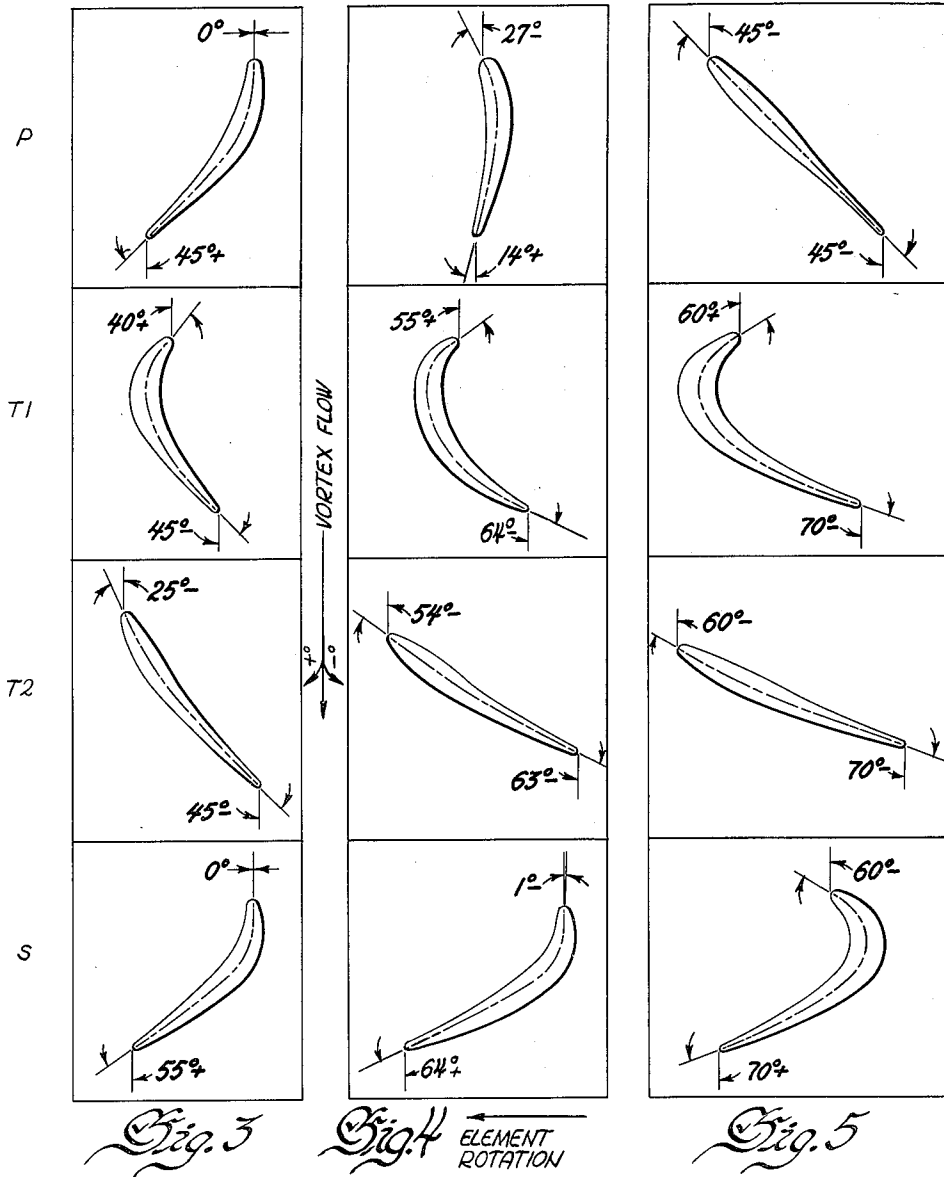 P
0°
45°+
27°-
14°+
45°-
45°-
T1
40°+
45°-
55°+
64°-
60°+
70°-
VORTEX FLOW
+° -°
T2
25°-
45°-
54°-
63°-
60°-
70°-
S
0°
55°+
1°-
64°+
60°-
70°+
Fig. 3
Fig. 4
ELEMENT
ROTATION
Fig. 5